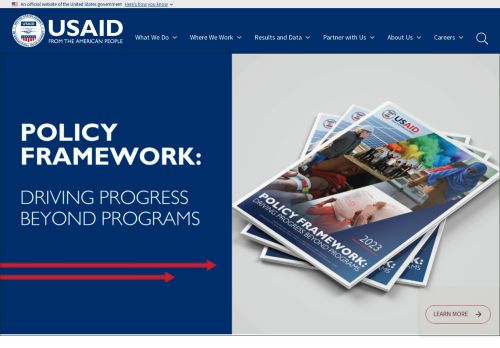 An official website of the United States government Here's how you know
USAID
FROM THE AMERICAN PEOPLE
What We Do
Where We Work
Results and Data
Partner with Us
About Us
Careers
POLICY
FRAMEWORK:
DRIVING PROGRESS
BEYOND PROGRAMS
USAID
2023
POLICY FRAMEWORK:
DRIVING PROGRESS BEYOND PROGRAMS
LEARN MORE